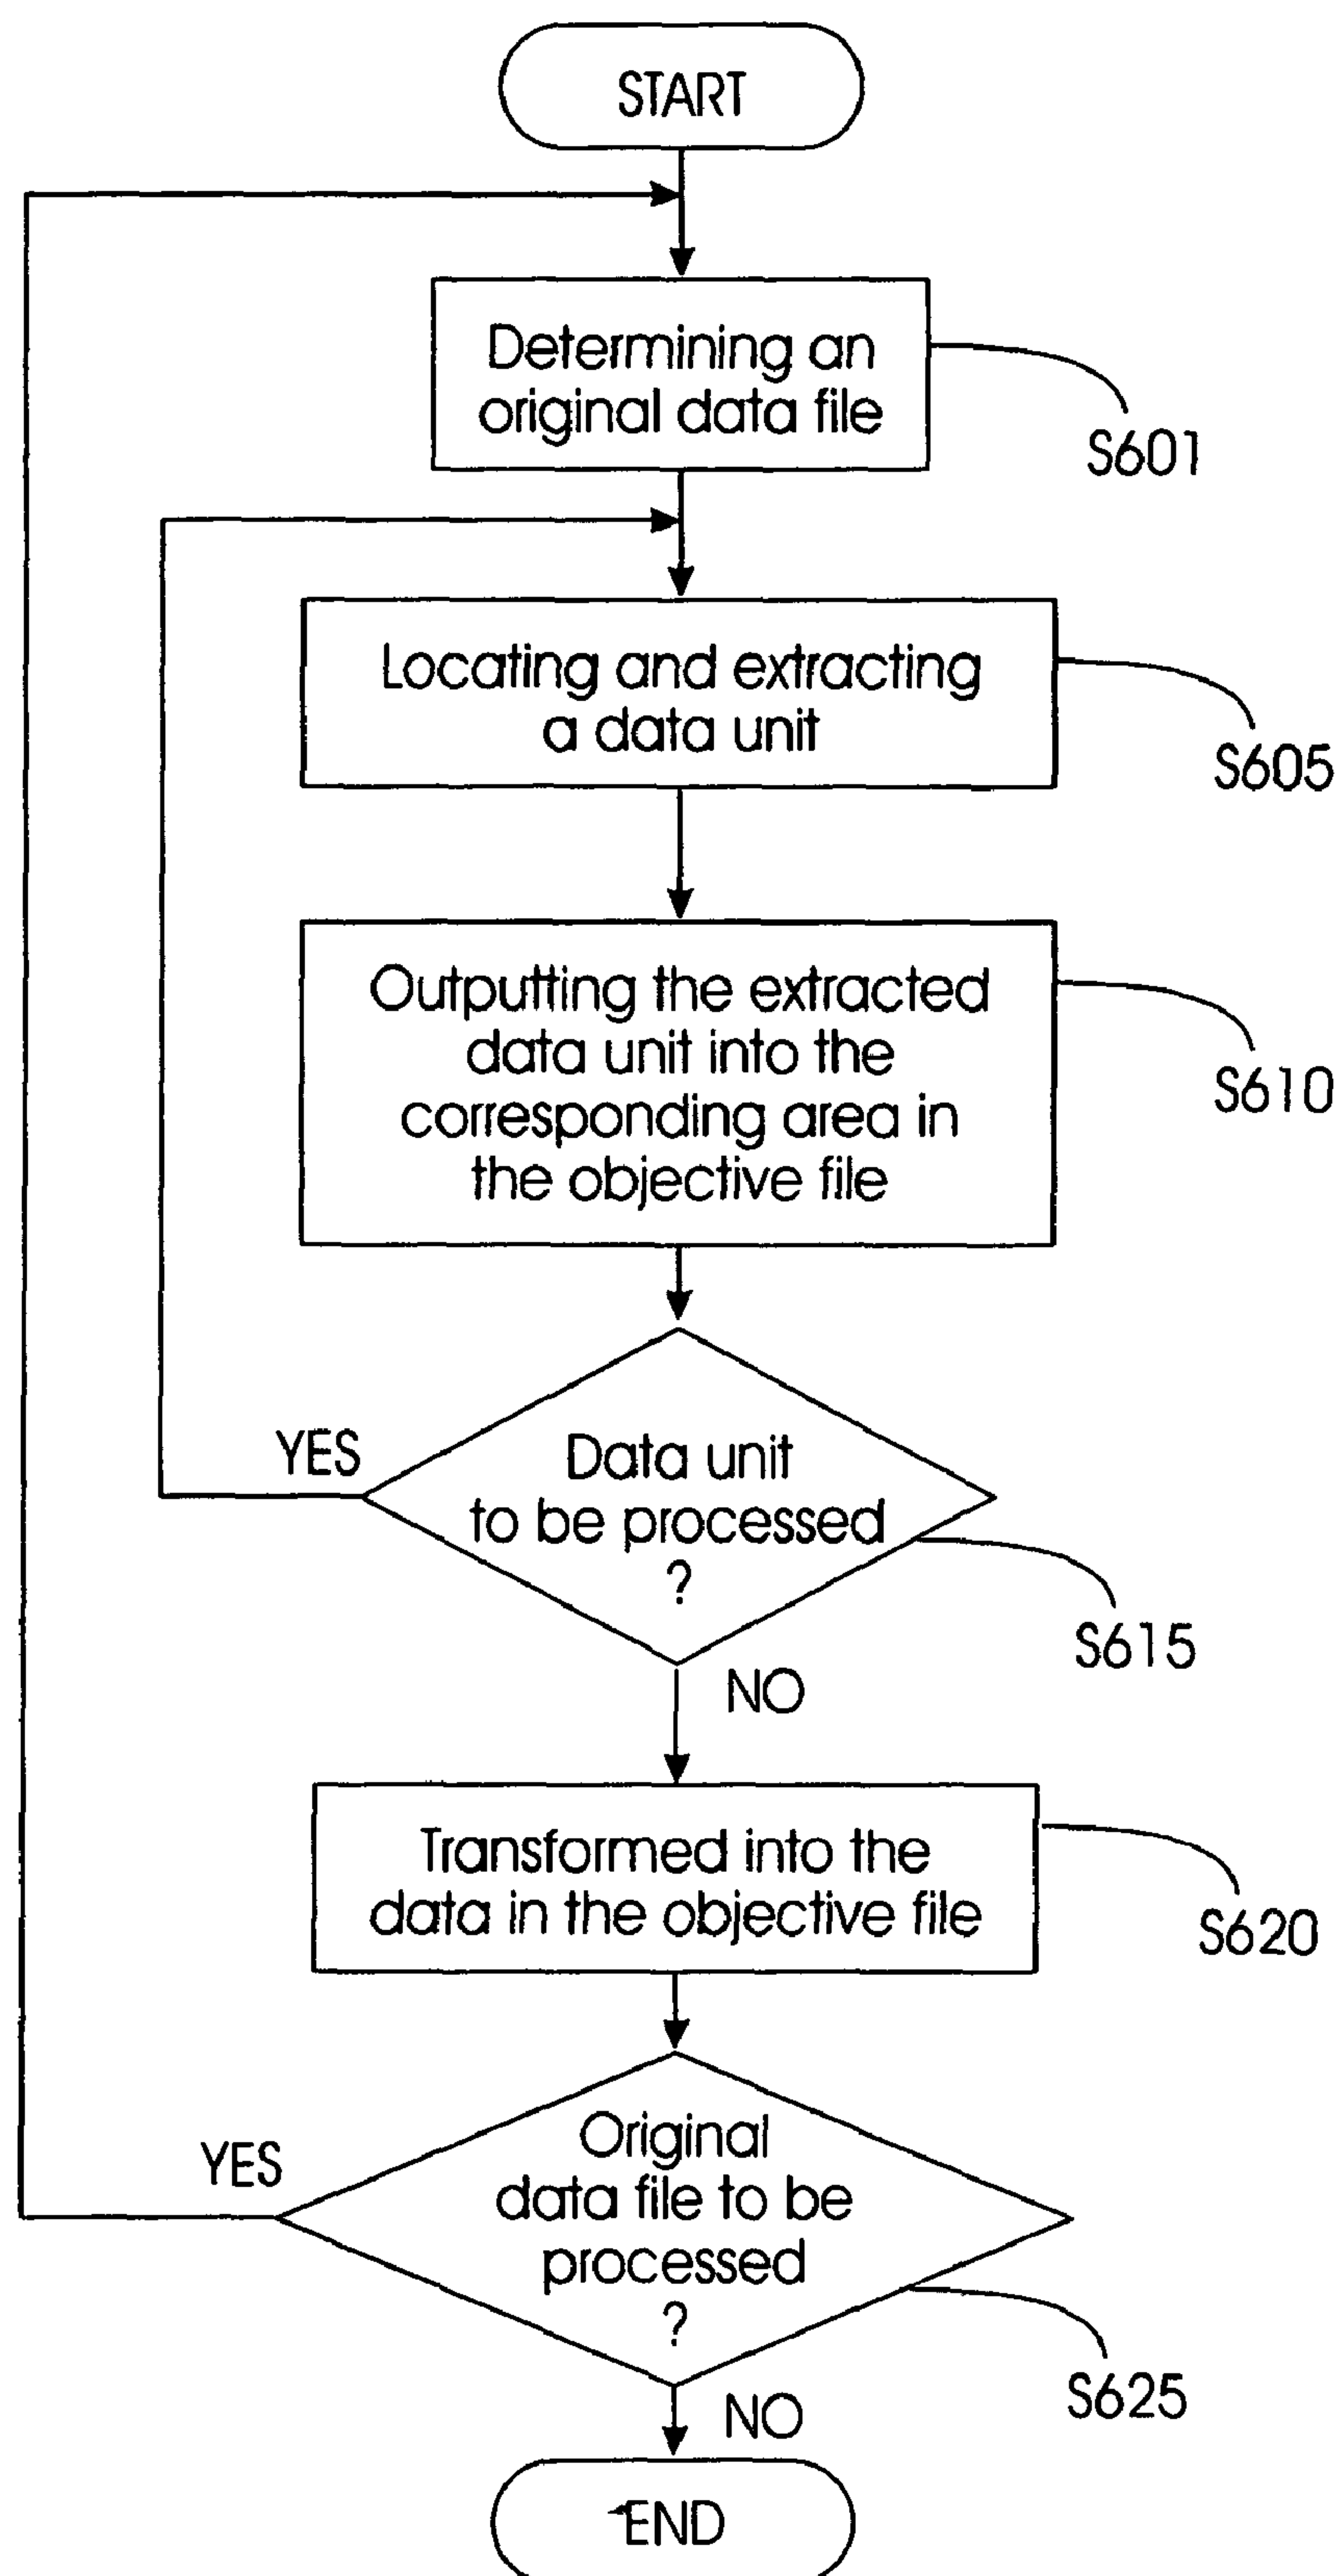 START
Determining an
original data file
S601
Locating and extracting
a data unit
S605
Outputting the extracted
data unit into the
corresponding area in
the objective file
S610
YES
Data unit
to be processed
?
S615
NO
Transformed into the
data in the objective file
S620
YES
Original
data file to be
processed
?
S625
NO
END